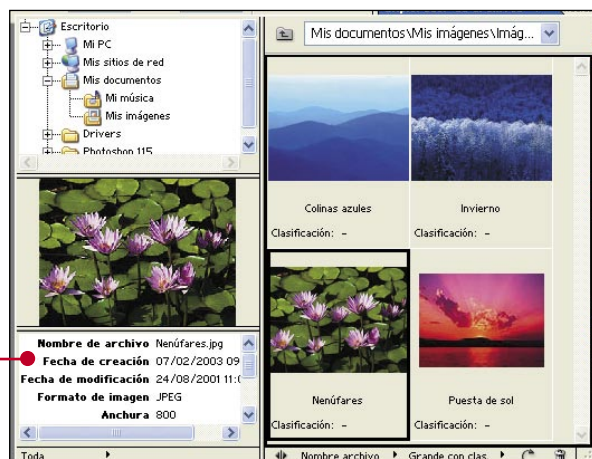 Escritorio
Mi PC
Mis sitios de red
Mis documentos
Mi música
Mis imágenes
Drivers
Photoshop 115
Nombre de archivo Nenúfares.jpg
Fecha de creación 07/02/2003 09
Fecha de modificación 24/08/2001 11:
Formato de imagen JPEG
Anchura 800
Toda
Mis documentos\Mis imágenes\Imág...
Colinas azules
Clasificación: -
Invierno
Clasificación: -
Nenúfares
Clasificación: -
Puesta de sol
Clasificación: -
Nombre archivo
Grande con clas.